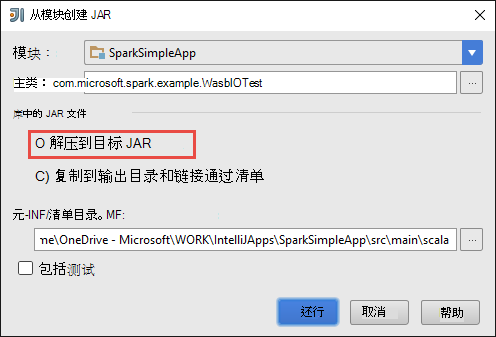 从模块创建 JAR
模块：
SparkSimpleApp
主类: com.microsoft.spark.example.WasbIOTest
...
库中的 JAR 文件
O 解压到目标 JAR
C) 复制到输出目录和链接通过清单
元-INF/清单目录。MF:
me\OneDrive - Microsoft\WORK\IntelliJApps\SparkSimpleApp\src\main\scala
...
包括测试
还行
取消
帮助